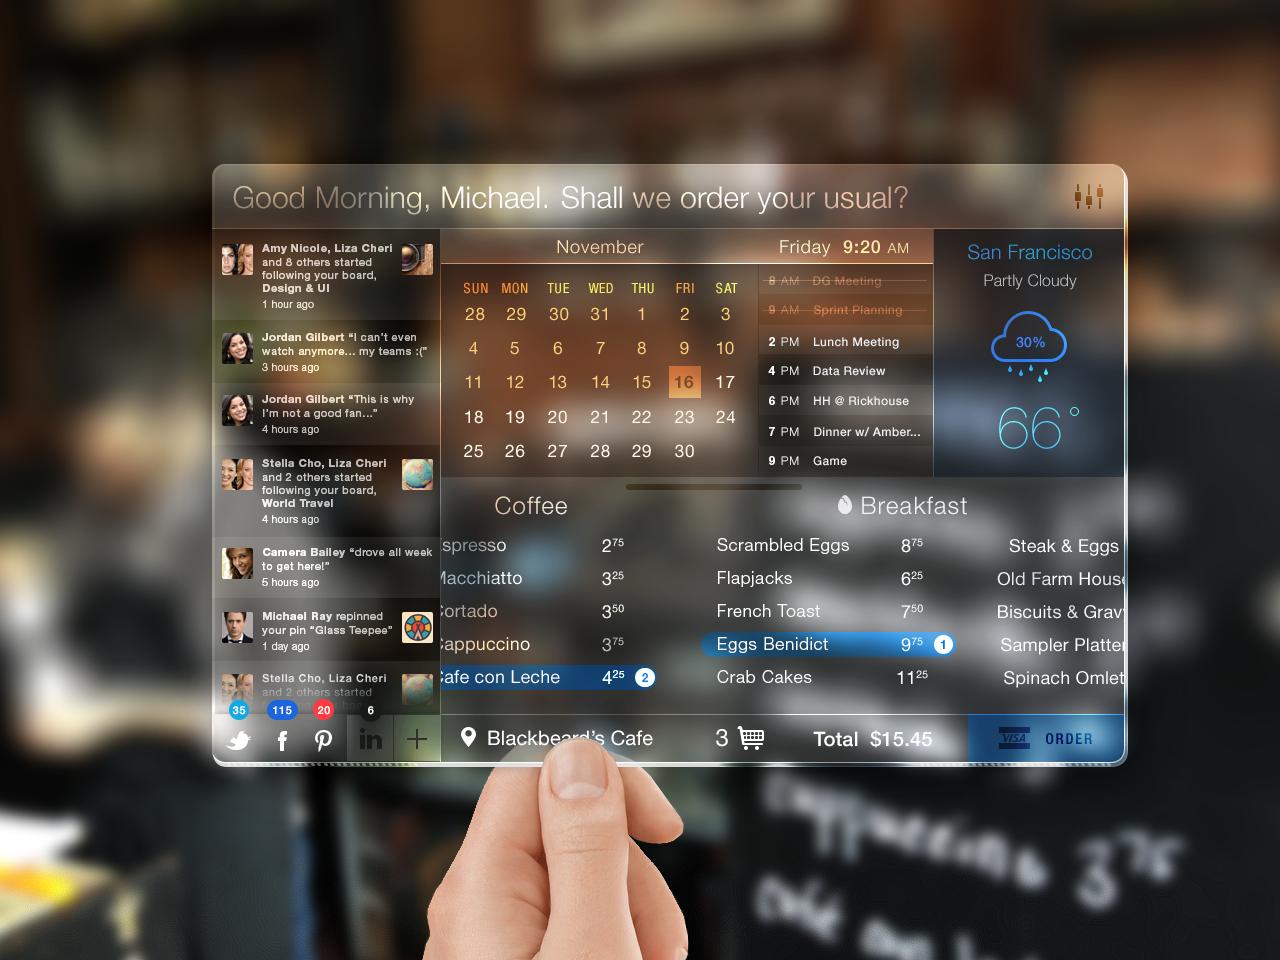 Good Morning, Michael. Shall we order your usual?
Amy Nicole, Liza Cheri
and 8 others started
following your board,
Design & UI
1 hour ago
Jordan Gilbert “I can’t even
watch anymore... my teams :(”
3 hours ago
Jordan Gilbert “This is why
I’m not a good fan...”
4 hours ago
Stella Cho, Liza Cheri
and 2 others started
following your board,
World Travel
4 hours ago
Camera Bailey “drove all week
to get here!”
5 hours ago
Michael Ray repinned
your pin “Glass Teepee”
1 day ago
Stella Cho, Liza Cheri
and 2 others started
35 115 20 6
in
November
SUN MON TUE WED THU FRI SAT
28 29 30 31 1 2 3
4 5 6 7 8 9 10
11 12 13 14 15 16 17
18 19 20 21 22 23 24
25 26 27 28 29 30
Friday 9:20 AM
8 AM DG Meeting
9 AM Sprint Planning
2 PM Lunch Meeting
4 PM Data Review
6 PM HH @ Rickhouse
7 PM Dinner w/ Amber...
9 PM Game
San Francisco
Partly Cloudy
30%
66°
Coffee
spresso 2 75
Macchiatto 3 25
Cortado 3 50
Cappuccino 3 75
Cafe con Leche 4 25 2
Breakfast
Scrambled Eggs 8 75
Flapjacks 6 25
French Toast 7 50
Eggs Benidict 9 75 1
Crab Cakes 11 25
Steak & Eggs
Old Farm House
Biscuits & Grav
Sampler Platter
Spinach Omlet
Blackbeard’s Cafe
3
Total $15.45
VISA ORDER
cappuccino 3 75